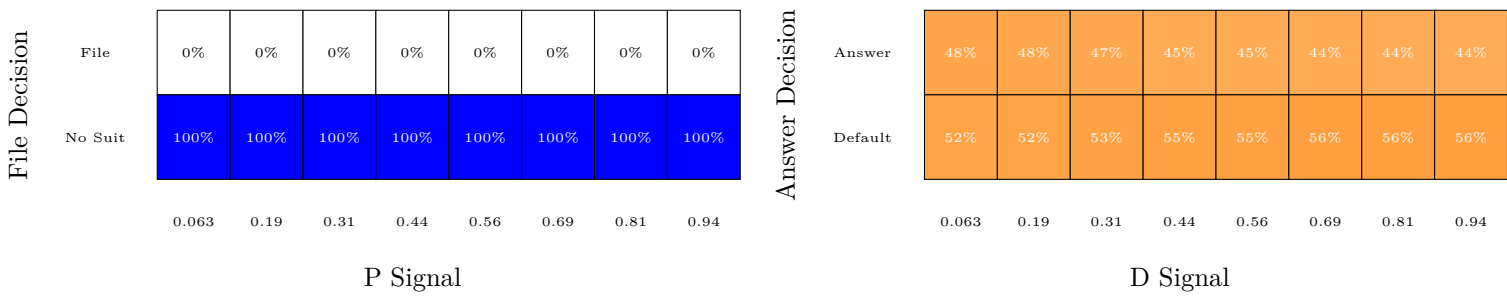 File Decision
File 0% 0% 0% 0% 0% 0% 0% 0%
No Suit 100% 100% 100% 100% 100% 100% 100% 100%
0.063 0.19 0.31 0.44 0.56 0.69 0.81 0.94
P Signal
Answer Decision
Answer 48% 48% 47% 45% 45% 44% 44% 44%
Default 52% 52% 53% 55% 55% 56% 56% 56%
0.063 0.19 0.31 0.44 0.56 0.69 0.81 0.94
D Signal